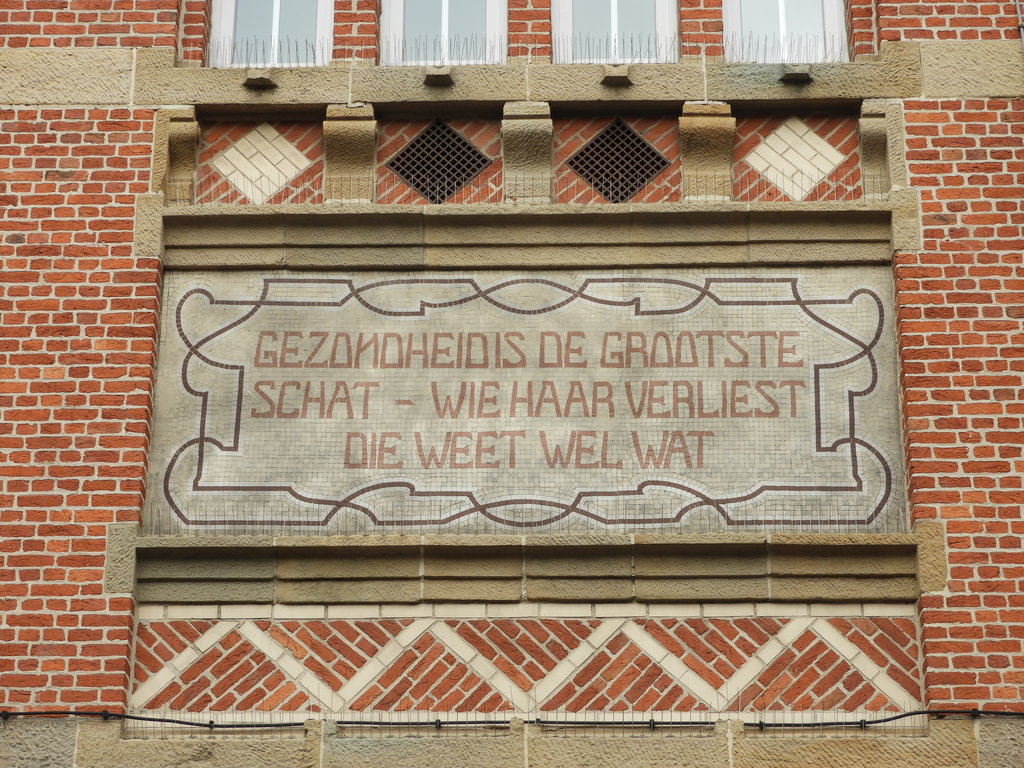 GEZONDHEID IS DE GROOTSTE
SCHAT - WIE HAAR VERLIEST
DIE WEET WEL WAT